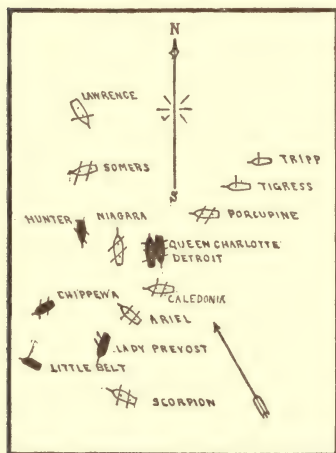 N
LAWRENCE
SOMERS
TRIPP
TIGRESS
S
PORCUPINE
HUNTER NIAGARA
QUEEN CHARLOTTE
DETROIT
CHIPPEWA
CALEDONIA
ARIEL
LADY PREVOST
LITTLE BELT
SCORPION